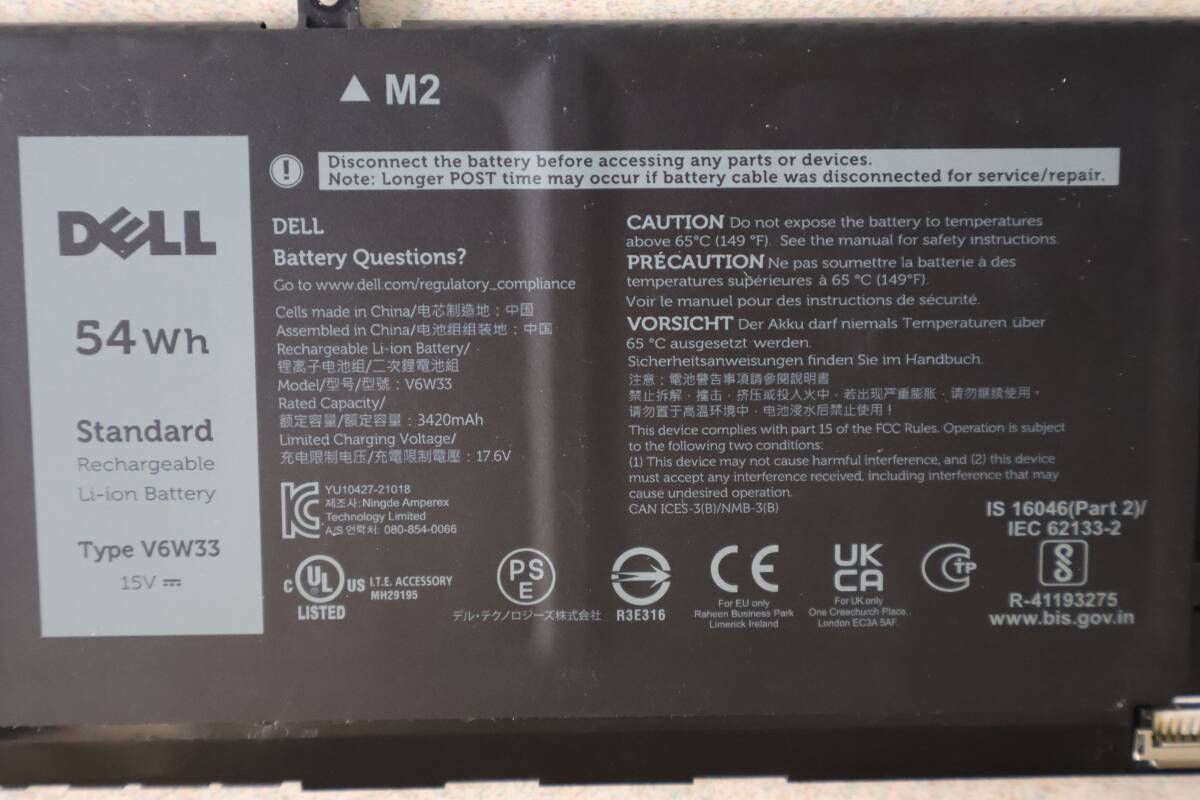 ▲ M2
DELL
54 Wh
Standard
Rechargeable
Li-ion Battery
Type V6W33
15V ⎓
! Disconnect the battery before accessing any parts or devices.
Note: Longer POST time may occur if battery cable was disconnected for service/repair.
DELL
Battery Questions?
Go to www.dell.com/regulatory_compliance
Cells made in China/电芯制造地：中国
Assembled in China/电池组组装地：中国
Rechargeable Li-ion Battery/
锂离子电池组/二次鋰電池組
Model/型号/型號：V6W33
Rated Capacity/
额定容量/額定容量：3420mAh
Limited Charging Voltage/
充电限制电压/充電限制電壓：17.6V
YU10427-21018
제조사: Ningde Amperex
Technology Limited
A/S 연락처: 080-854-0066
CAUTION Do not expose the battery to temperatures
above 65°C (149 °F). See the manual for safety instructions.
PRÉCAUTION Ne pas soumettre la batterie à des
temperatures supérieures à 65 °C (149°F).
Voir le manuel pour des instructions de sécurité.
VORSICHT Der Akku darf niemals Temperaturen über
65 °C ausgesetzt werden.
Sicherheitsanweisungen finden Sie im Handbuch.
注意：電池警告事項請參閱說明書
禁止拆解﹑撞击﹑挤压或投入火中﹑若出现严重膨胀﹑请勿继续使用。
请勿置于高温环境中﹑电池浸水后禁止使用！
This device complies with part 15 of the FCC Rules. Operation is subject
to the following two conditions:
(1) This device may not cause harmful interference, and (2) this device
must accept any interference received, including interference that may
cause undesired operation.
CAN ICES-3(B)/NMB-3(B)
IS 16046(Part 2)/
IEC 62133-2
R-41193275
www.bis.gov.in
c UL US LISTED
I.T.E. ACCESSORY
MH29195
PSE
デル・テクノロジーズ株式会社
R3E316
CE
For EU only
Raheen Business Park
Limerick Ireland
UK
CA
For UK only
One Creechurch Place,
London EC3A 5AF
СTP